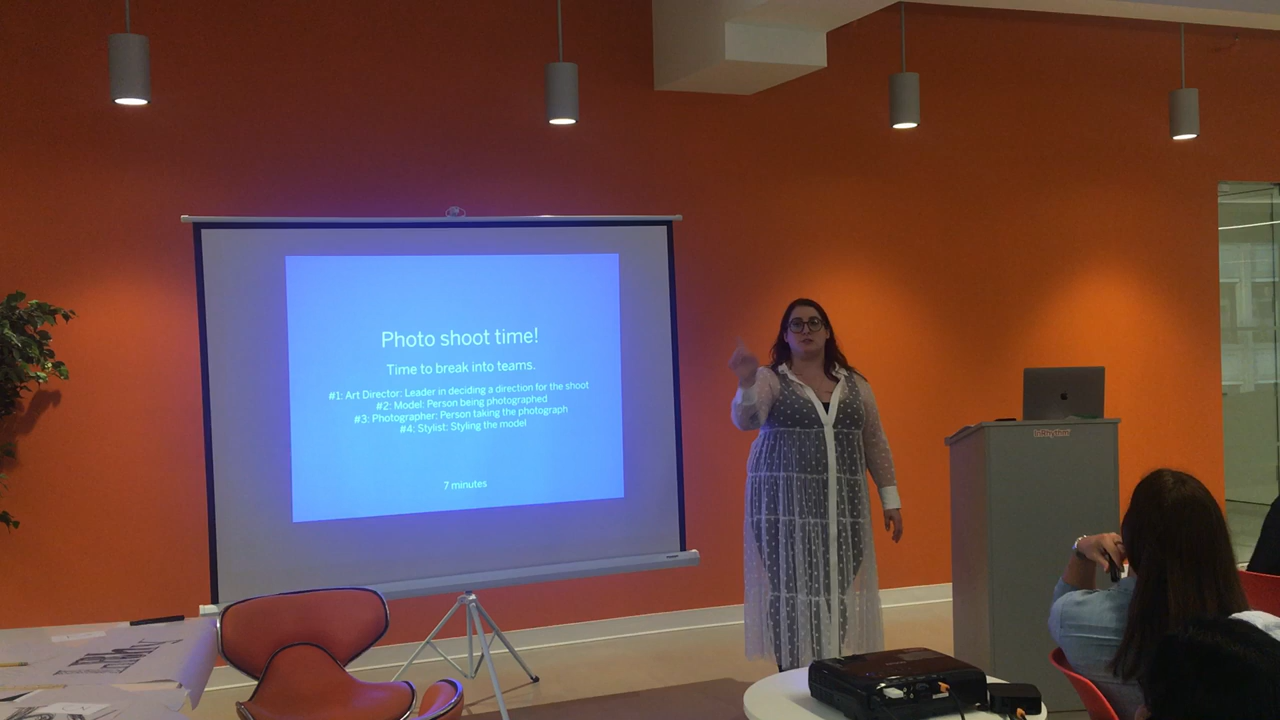 Photo shoot time!
Time to break into teams.
#1: Art Director: Leader in deciding a direction for the shoot
#2: Model: Person being photographed
#3: Photographer: Person taking the photograph
#4: Stylist: Styling the model
7 minutes
InRhythm